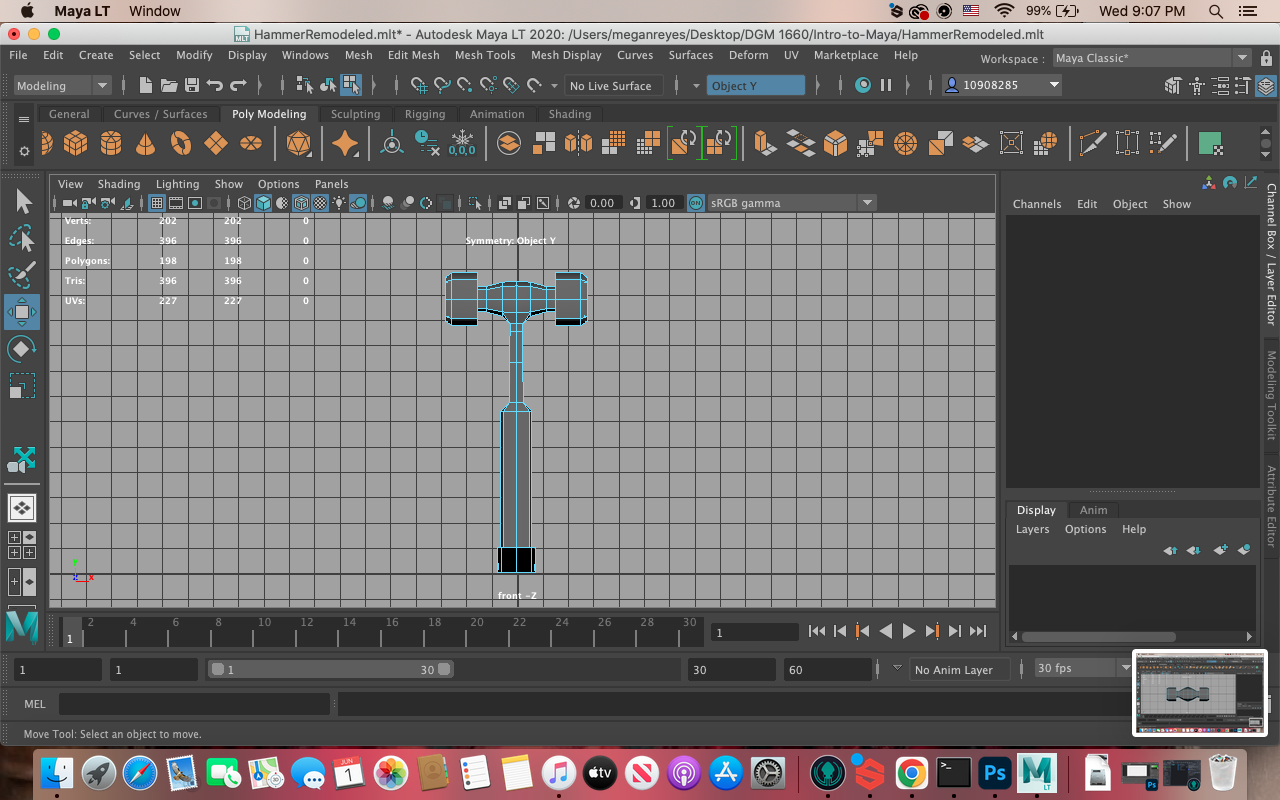 Maya LT Window 99% Wed 9:07 PM
HammerRemodeled.mlt* - Autodesk Maya LT 2020: /Users/meganreyes/Desktop/DGM 1660/Intro-to-Maya/HammerRemodeled.mlt
File Edit Create Select Modify Display Windows Mesh Edit Mesh Mesh Tools Mesh Display Curves Surfaces Deform UV Marketplace Help Workspace : Maya Classic*
Modeling No Live Surface Object Y 10908285
General Curves / Surfaces Poly Modeling Sculpting Rigging Animation Shading
0,0,0
View Shading Lighting Show Options Panels
0.00 1.00 ON sRGB gamma
Channels Edit Object Show
Verts: 202 202 0
Edges: 396 396 0
Polygons: 198 198 0
Tris: 396 396 0
UVs: 227 227 0
Symmetry: Object Y
Channel Box / Layer Editor
Modeling Toolkit
Attribute Editor
Display Anim
Layers Options Help
y
z x
front -Z
1 2 4 6 8 10 12 14 16 18 20 22 24 26 28 30 1
1 1 1 30 30 60 No Anim Layer 30 fps
MEL
Move Tool: Select an object to move.
JUN
1
tv
Ps
LT
Ps